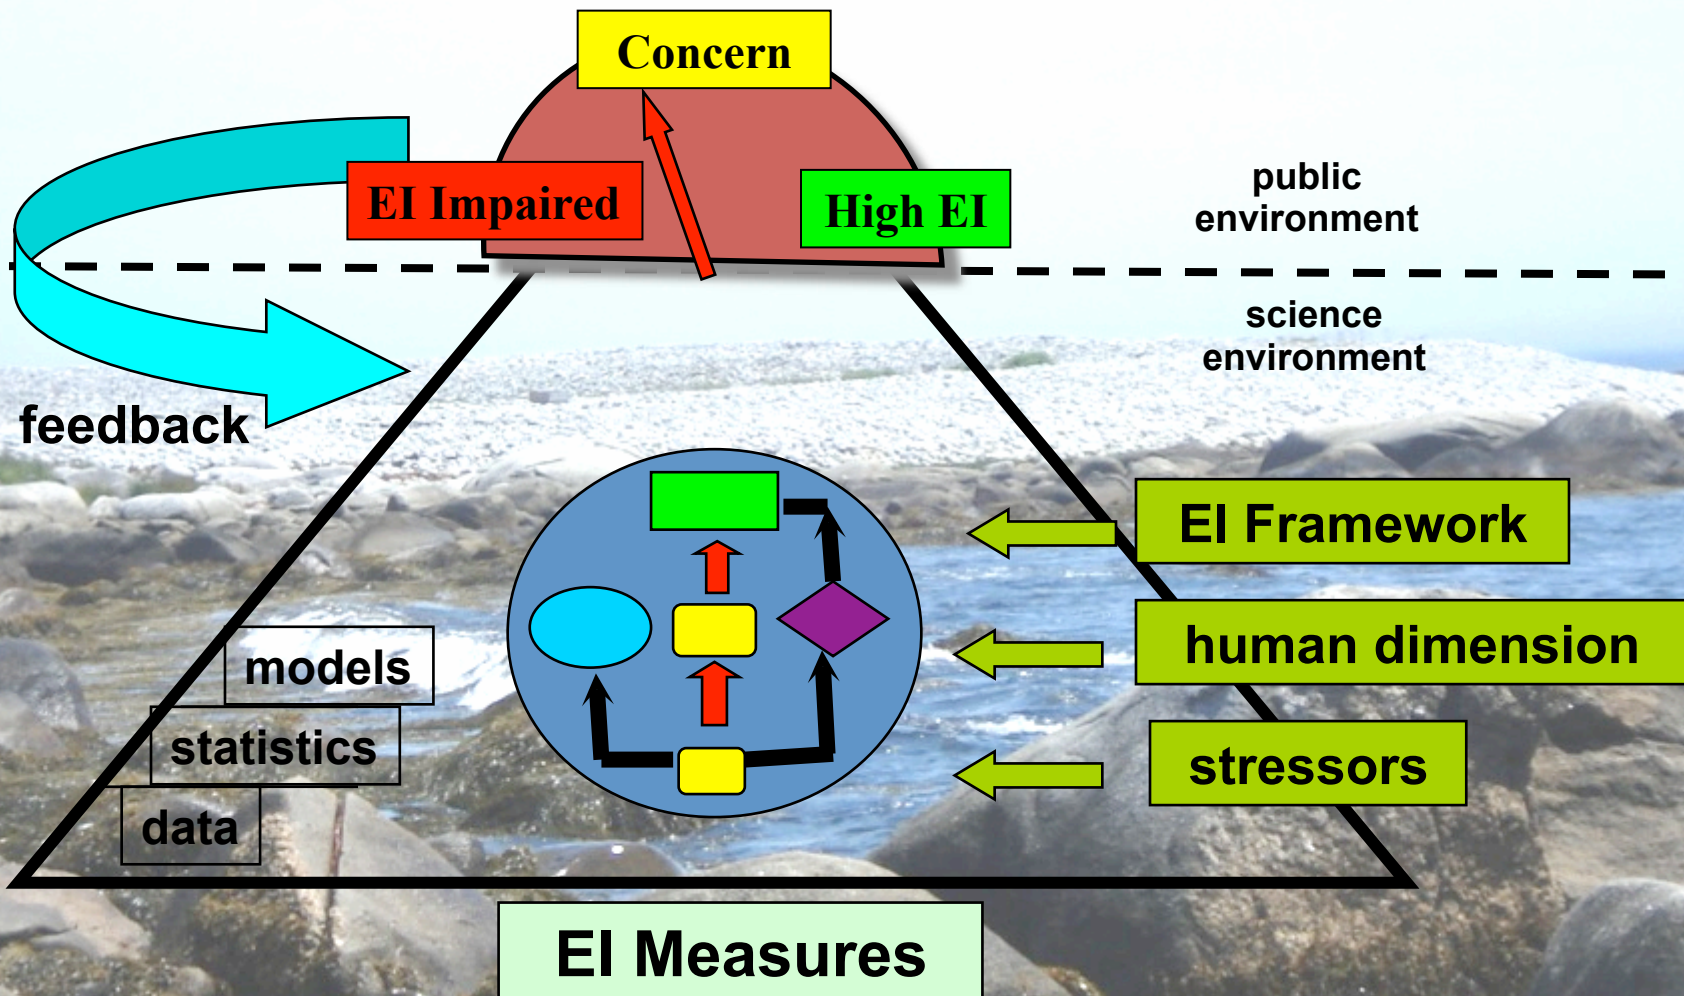 Concern
EI Impaired
High EI
public
environment
science
environment
feedback
EI Framework
human dimension
models
statistics
stressors
data
EI Measures